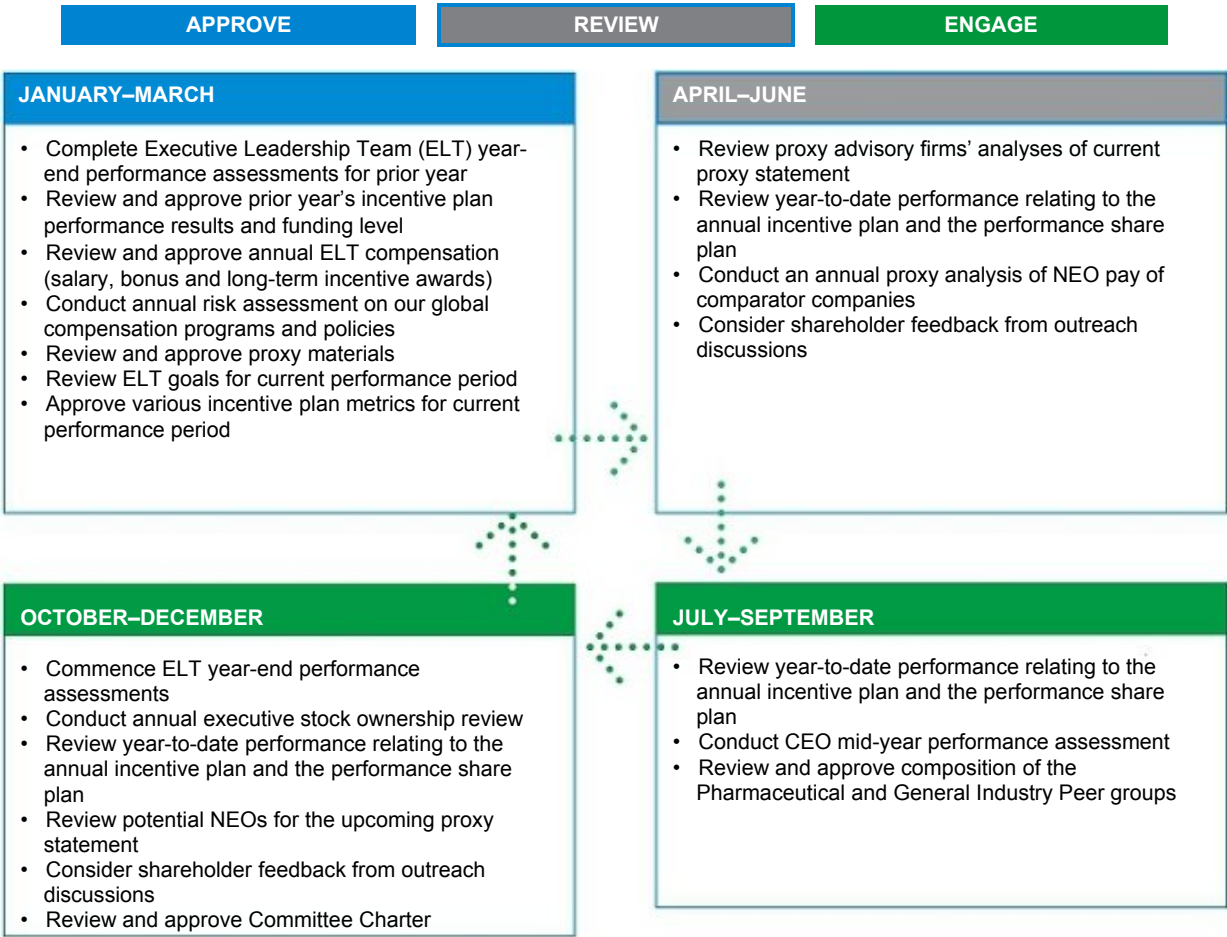 APPROVE
REVIEW
ENGAGE
JANUARY–MARCH
• Complete Executive Leadership Team (ELT) year-
end performance assessments for prior year
• Review and approve prior year’s incentive plan
performance results and funding level
• Review and approve annual ELT compensation
(salary, bonus and long-term incentive awards)
• Conduct annual risk assessment on our global
compensation programs and policies
• Review and approve proxy materials
• Review ELT goals for current performance period
• Approve various incentive plan metrics for current
performance period
APRIL–JUNE
• Review proxy advisory firms’ analyses of current
proxy statement
• Review year-to-date performance relating to the
annual incentive plan and the performance share
plan
• Conduct an annual proxy analysis of NEO pay of
comparator companies
• Consider shareholder feedback from outreach
discussions
JULY–SEPTEMBER
• Review year-to-date performance relating to the
annual incentive plan and the performance share
plan
• Conduct CEO mid-year performance assessment
• Review and approve composition of the
Pharmaceutical and General Industry Peer groups
OCTOBER–DECEMBER
• Commence ELT year-end performance
assessments
• Conduct annual executive stock ownership review
• Review year-to-date performance relating to the
annual incentive plan and the performance share
plan
• Review potential NEOs for the upcoming proxy
statement
• Consider shareholder feedback from outreach
discussions
• Review and approve Committee Charter